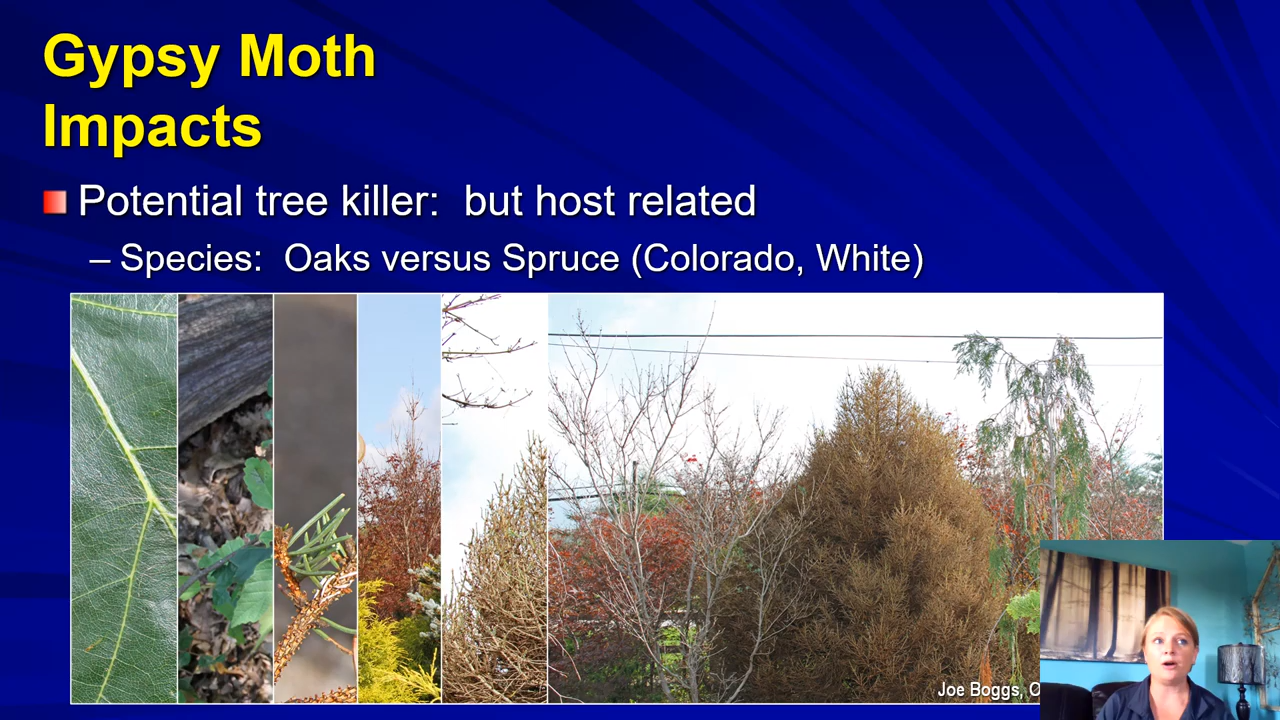 Gypsy Moth
Impacts
Potential tree killer:  but host related
– Species:  Oaks versus Spruce (Colorado, White)
Joe Boggs,